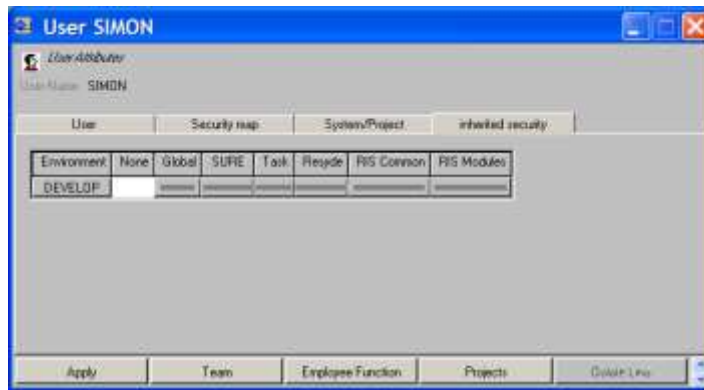 User SIMON
User Attributes
User Name SIMON
User Security map System/Project inherited security
Environment None Global SURE Task Recycle RIS Common RIS Modules
DEVELOP
Apply Team Employee Function Projects Delete Line